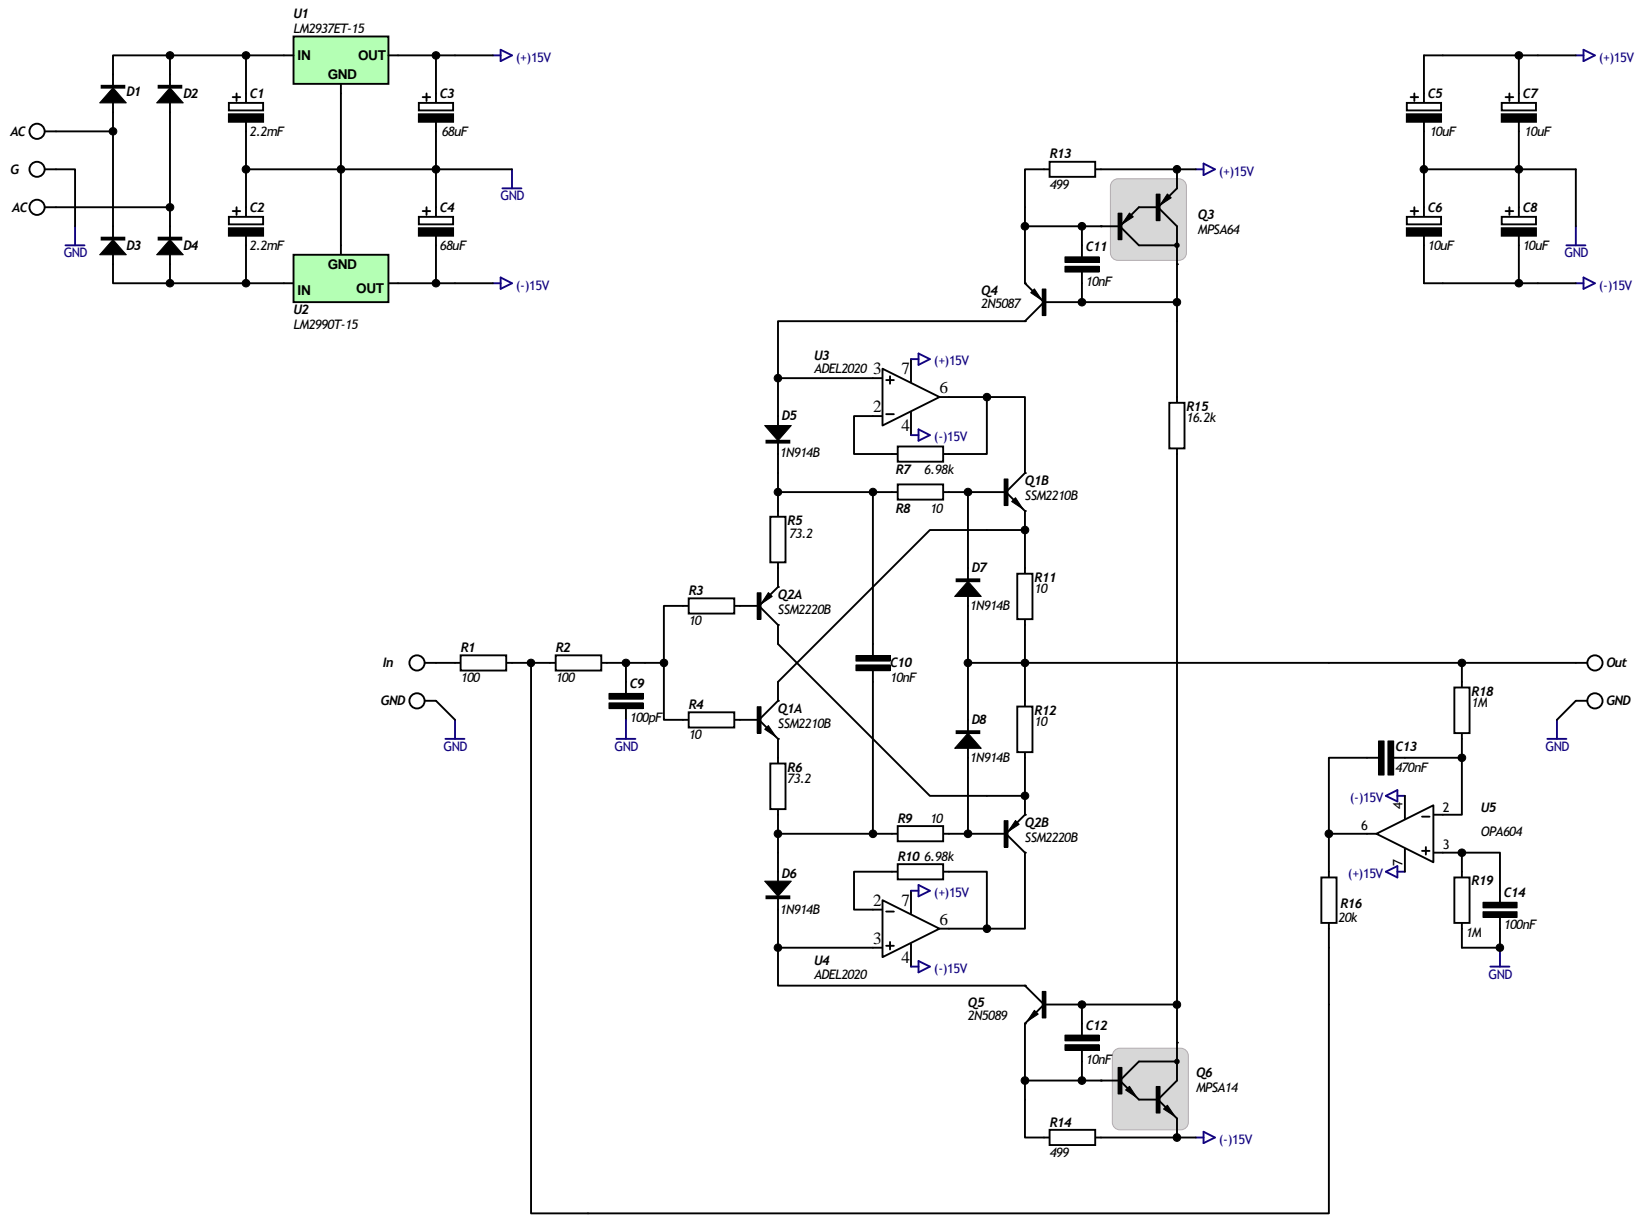 U1
LM2937ET-15
IN
OUT
GND
(+)15V
D1
D2
C1
2.2mF
C3
68uF
AC
G
AC
GND
GND
D3
D4
C2
2.2mF
C4
68uF
GND
IN
OUT
(-)15V
U2
LM2990T-15
(+)15V
C5
10uF
C7
10uF
C6
10uF
C8
10uF
GND
(-)15V
R13
499
(+)15V
Q3
MPSA64
C11
10nF
Q4
2N5087
U3
ADEL2020
3
7
(+)15V
6
2
4
(-)15V
R7 6.98k
D5
1N914B
R15
16.2k
Q1B
SSM2210B
R8 10
R5
73.2
D7
1N914B
R11
10
R3
10
Q2A
SSM2220B
In
R1
100
R2
100
C9
100pF
GND
GND
GND
C10
10nF
R4
10
Q1A
SSM2210B
D8
1N914B
R12
10
R6
73.2
Out
GND
GND
R18
1M
C13
470nF
(-)15V
4
2
U5
OPA604
6
3
7
(+)15V
R19
1M
C14
100nF
GND
R16
20k
R9 10
Q2B
SSM2220B
R10 6.98k
D6
1N914B
(+)15V
7
2
6
3
4
(-)15V
U4
ADEL2020
Q5
2N5089
C12
10nF
Q6
MPSA14
R14
499
(-)15V